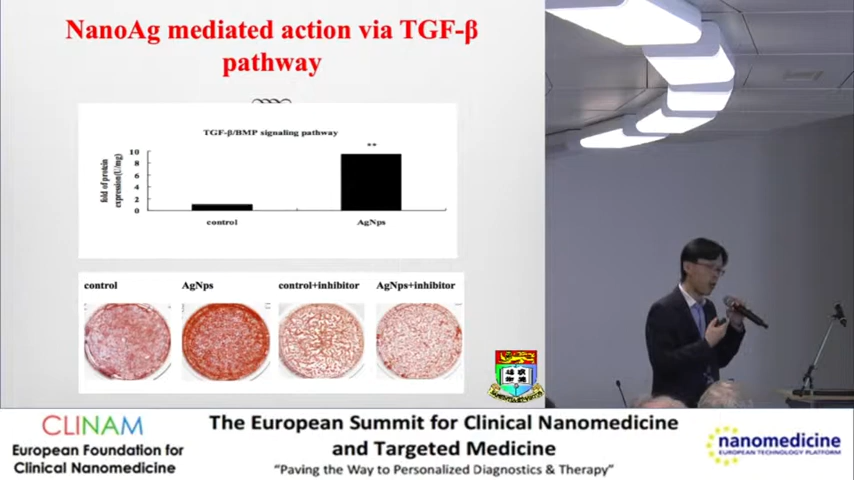 NanoAg mediated action via TGF-β
pathway
TGF-β/BMP signaling pathway
**
fold of protein
expression(U/mg)
10
8
6
4
2
0
control
AgNps
control
AgNps
control+inhibitor
AgNps+inhibitor
CLINAM
European Foundation for
Clinical Nanomedicine
The European Summit for Clinical Nanomedicine
and Targeted Medicine
"Paving the Way to Personalized Diagnostics & Therapy"
nanomedicine
EUROPEAN TECHNOLOGY PLATFORM